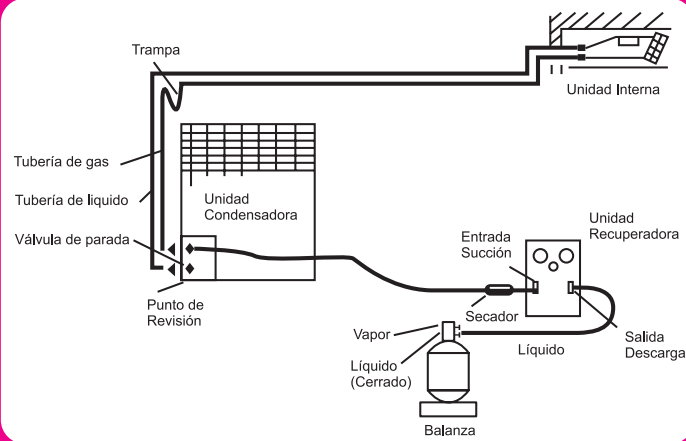 Trampa
Unidad Interna
Tubería de gas
Tubería de liquido
Válvula de parada
Unidad
Condensadora
Punto de
Revisión
Entrada
Succión
Unidad
Recuperadora
Secador
Vapor
Líquido
(Cerrado)
Líquido
Salida
Descarga
Balanza